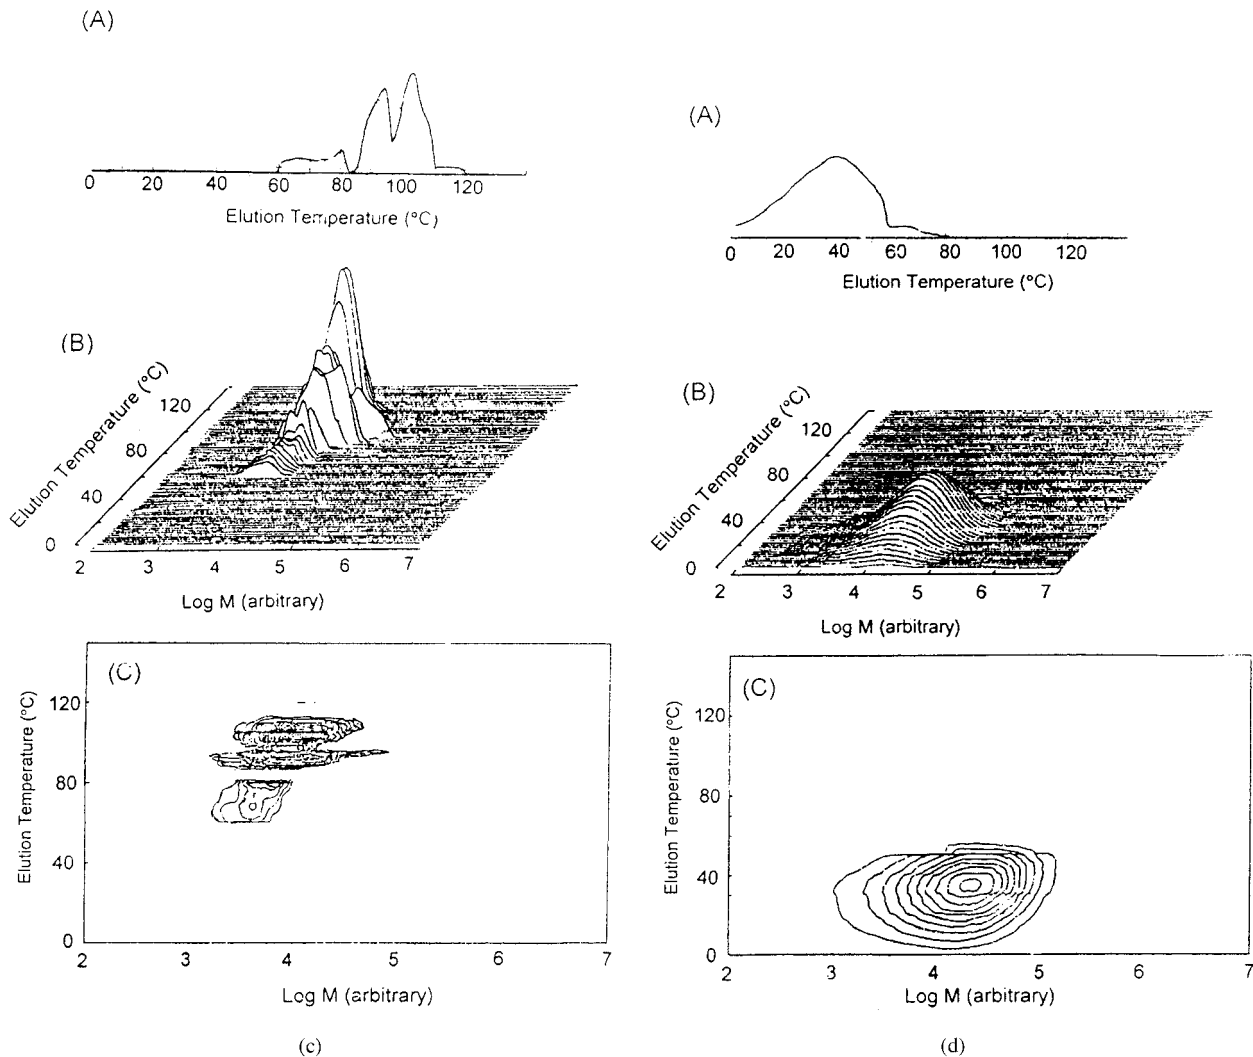 (A)
0 20 40 60 80 100 120
Elution Temperature (°C)
(B)
Elution Temperature (°C)
120
80
40
0
2 3 4 5 6 7
Log M (arbitrary)
(C)
Elution Temperature (°C)
120
80
40
0
2 3 4 5 6 7
Log M (arbitrary)
(c)
(A)
0 20 40 60 80 100 120
Elution Temperature (°C)
(B)
Elution Temperature (°C)
120
80
40
0
2 3 4 5 6 7
Log M (arbitrary)
(C)
Elution Temperature (°C)
120
80
40
0
2 3 4 5 6 7
Log M (arbitrary)
(d)